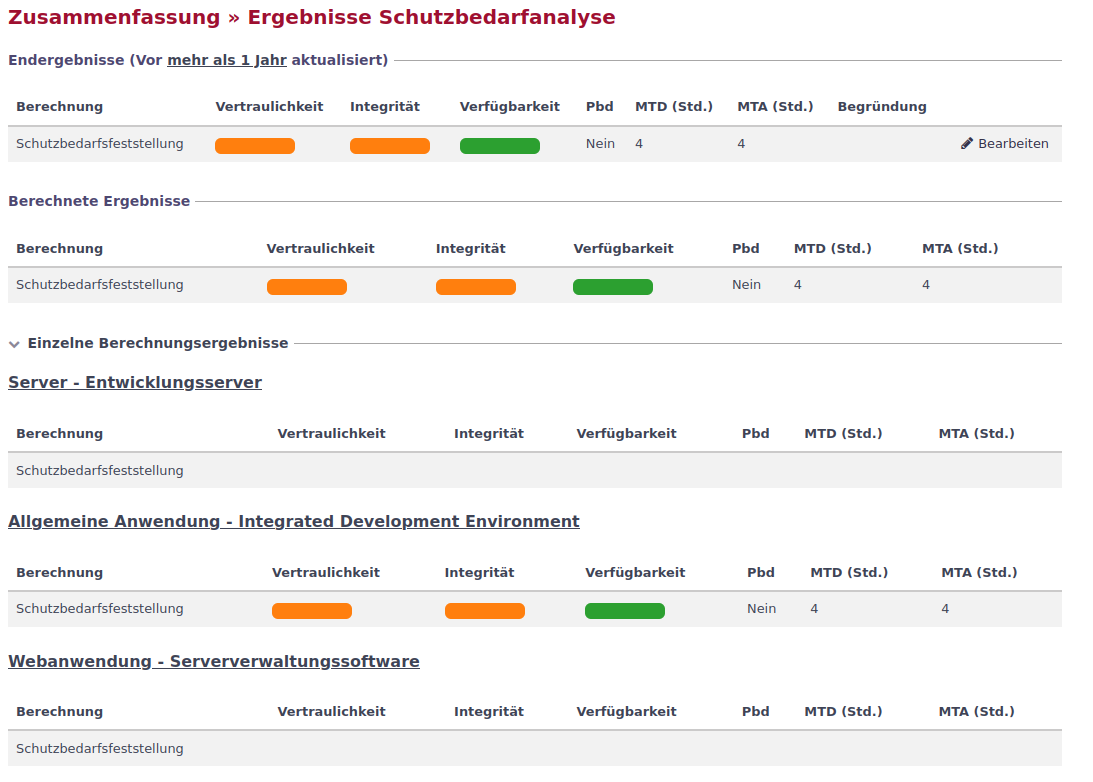 Zusammenfassung » Ergebnisse Schutzbedarfanalyse
Endergebnisse (Vor mehr als 1 Jahr aktualisiert)
Berechnung Vertraulichkeit Integrität Verfügbarkeit Pbd MTD (Std.) MTA (Std.) Begründung
Schutzbedarfsfeststellung Nein 4 4 Bearbeiten
Berechnete Ergebnisse
Berechnung Vertraulichkeit Integrität Verfügbarkeit Pbd MTD (Std.) MTA (Std.)
Schutzbedarfsfeststellung Nein 4 4
Einzelne Berechnungsergebnisse
Server - Entwicklungsserver
Berechnung Vertraulichkeit Integrität Verfügbarkeit Pbd MTD (Std.) MTA (Std.)
Schutzbedarfsfeststellung
Allgemeine Anwendung - Integrated Development Environment
Berechnung Vertraulichkeit Integrität Verfügbarkeit Pbd MTD (Std.) MTA (Std.)
Schutzbedarfsfeststellung Nein 4 4
Webanwendung - Serververwaltungssoftware
Berechnung Vertraulichkeit Integrität Verfügbarkeit Pbd MTD (Std.) MTA (Std.)
Schutzbedarfsfeststellung